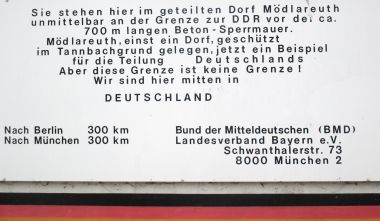 Sie stehen hier im geteilten Dorf Mödlareuth
unmittelbar an der Grenze zur DDR vor der ca.
700 m langen Beton-Sperrmauer.
Mödlareuth, einst ein Dorf, geschützt
im Tannbachgrund gelegen, jetzt ein Beispiel
für die Teilung Deutschlands
Aber diese Grenze ist keine Grenze!
Wir sind hier mitten in
DEUTSCHLAND
Nach Berlin 300 km Bund der Mitteldeutschen (BMD)
Nach München 300 km Landesverband Bayern e.V.
Schwanthalerstr. 73
8000 München 2